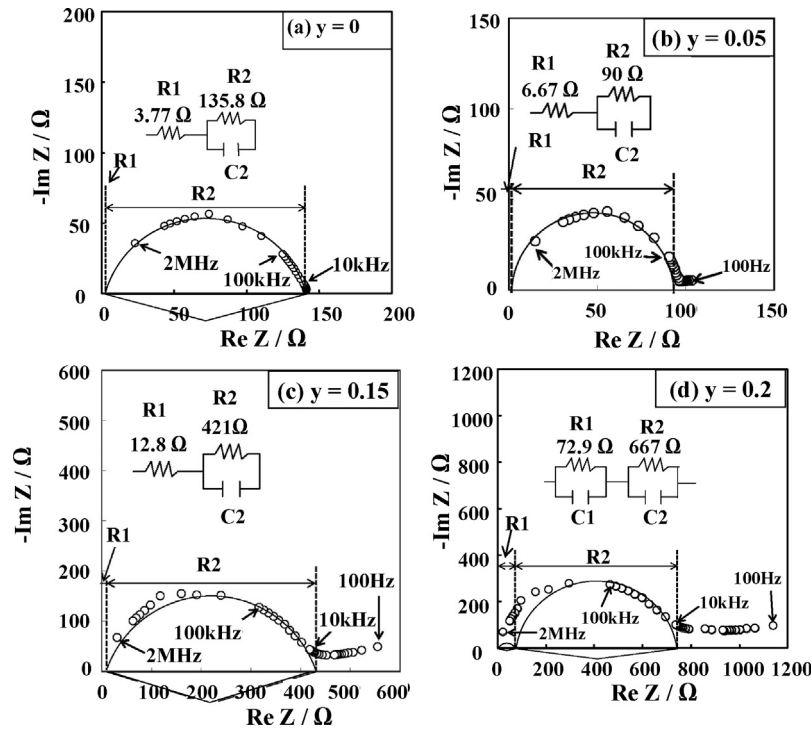 (a) y = 0
200
150
100
50
0
-Im Z / Ω
R1
3.77 Ω
R2
135.8 Ω
C2
R1
R2
2MHz
100kHz
10kHz
0 50 100 150 200
Re Z / Ω
(b) y = 0.05
150
100
50
0
-Im Z / Ω
R1
6.67 Ω
R2
90 Ω
C2
R1
R2
2MHz
100kHz
100Hz
0 50 100 150
Re Z / Ω
(c) y = 0.15
600
500
400
300
200
100
0
-Im Z / Ω
R1
12.8 Ω
R2
421Ω
C2
R1
R2
2MHz
100kHz
10kHz
100Hz
0 100 200 300 400 500 600
Re Z / Ω
(d) y = 0.2
1200
1000
800
600
400
200
0
-Im Z / Ω
R1
72.9 Ω
C1
R2
667 Ω
C2
R1
R2
2MHz
100kHz
10kHz
100Hz
0 200 400 600 800 1000 1200
Re Z / Ω